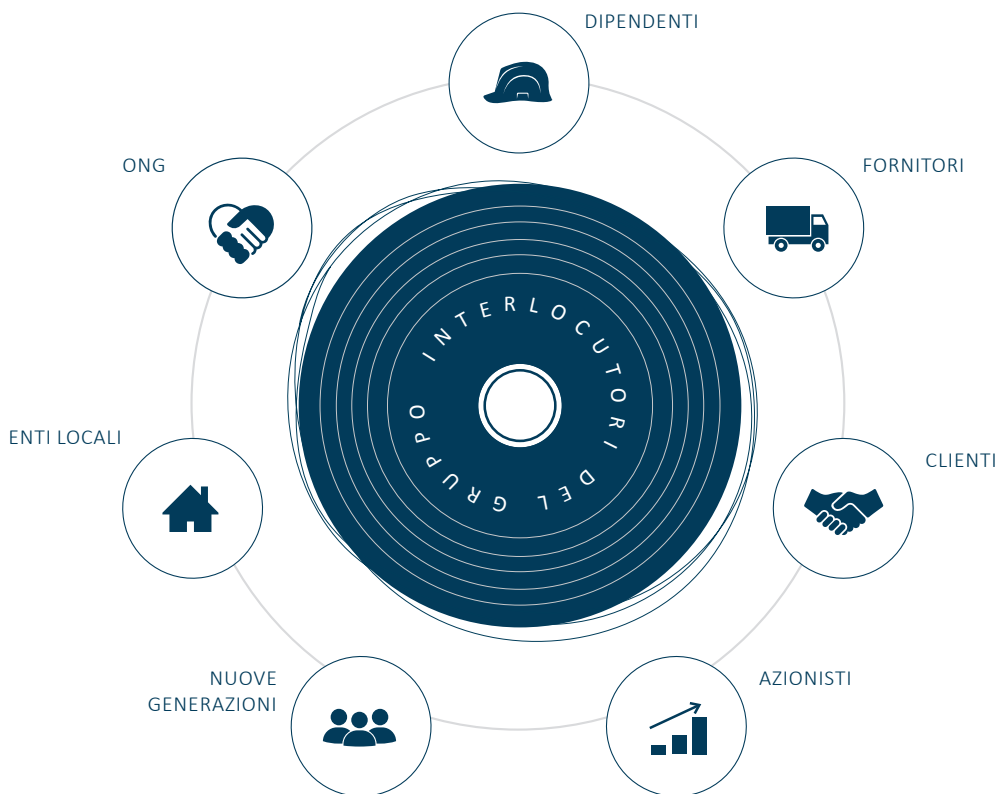 DIPENDENTI
ONG
FORNITORI
INTERLOCUTORI DEL GRUPPO
ENTI LOCALI
CLIENTI
NUOVE
GENERAZIONI
AZIONISTI